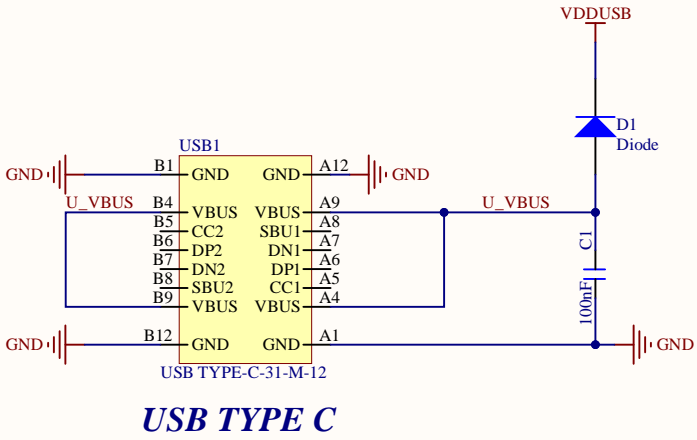 VDDUSB
D1
Diode
USB1
GND B1 GND GND A12 GND
U_VBUS B4 VBUS VBUS A9 U_VBUS
B5 CC2 SBU1 A8
B6 DP2 DN1 A7
B7 DN2 DP1 A6
B8 SBU2 CC1 A5
B9 VBUS VBUS A4
C1
100nF
GND B12 GND GND A1 GND
USB TYPE-C-31-M-12
USB TYPE C